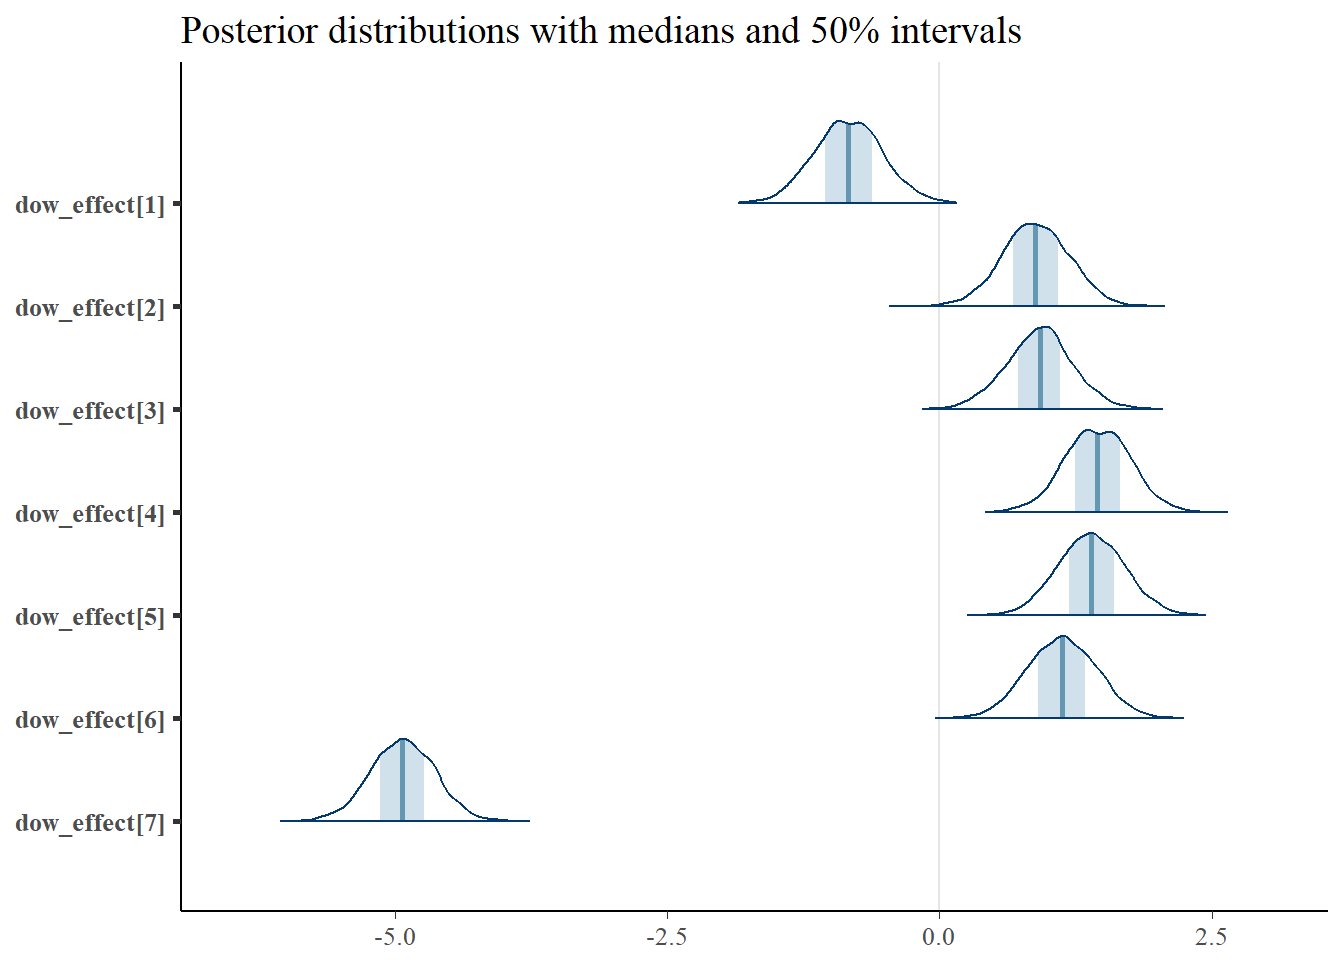 Posterior distributions with medians and 50% intervals
dow_effect[1]
dow_effect[2]
dow_effect[3]
dow_effect[4]
dow_effect[5]
dow_effect[6]
dow_effect[7]
-5.0 -2.5 0.0 2.5